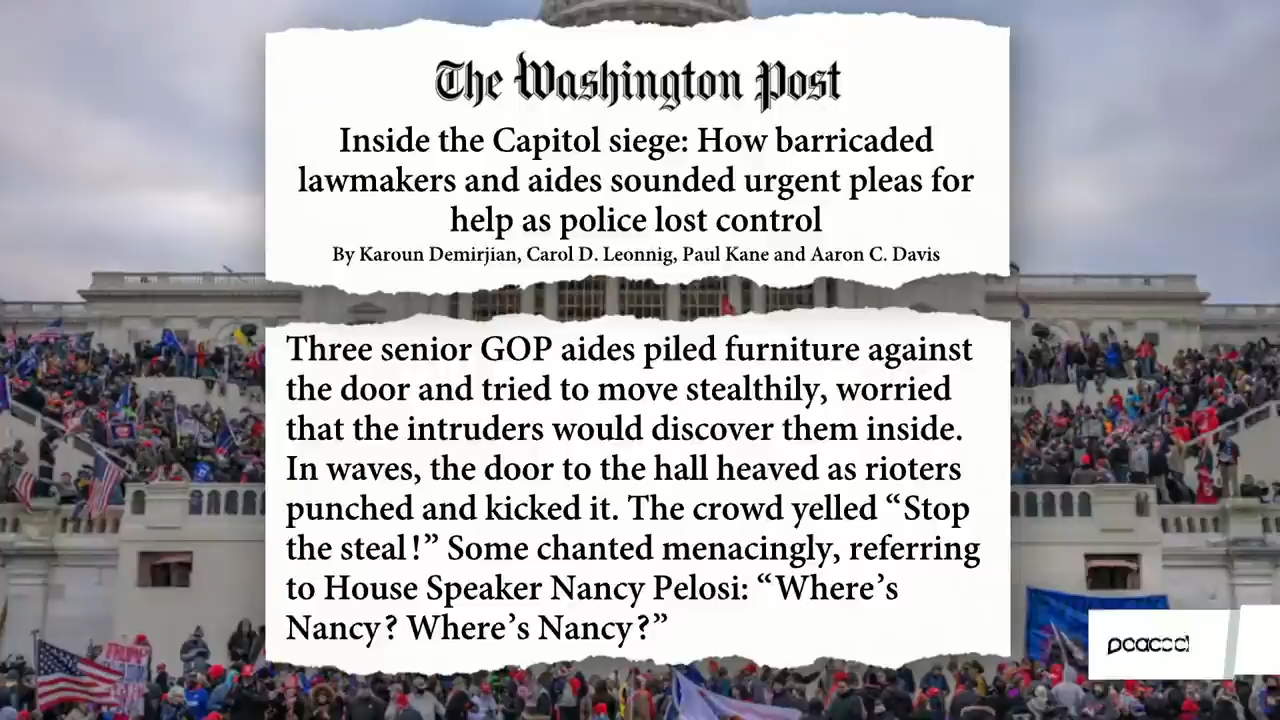 The Washington Post
Inside the Capitol siege: How barricaded
lawmakers and aides sounded urgent pleas for
help as police lost control
By Karoun Demirjian, Carol D. Leonnig, Paul Kane and Aaron C. Davis
Three senior GOP aides piled furniture against
the door and tried to move stealthily, worried
that the intruders would discover them inside.
In waves, the door to the hall heaved as rioters
punched and kicked it. The crowd yelled “Stop
the steal!” Some chanted menacingly, referring
to House Speaker Nancy Pelosi: “Where’s
Nancy? Where’s Nancy?”
TRUMP